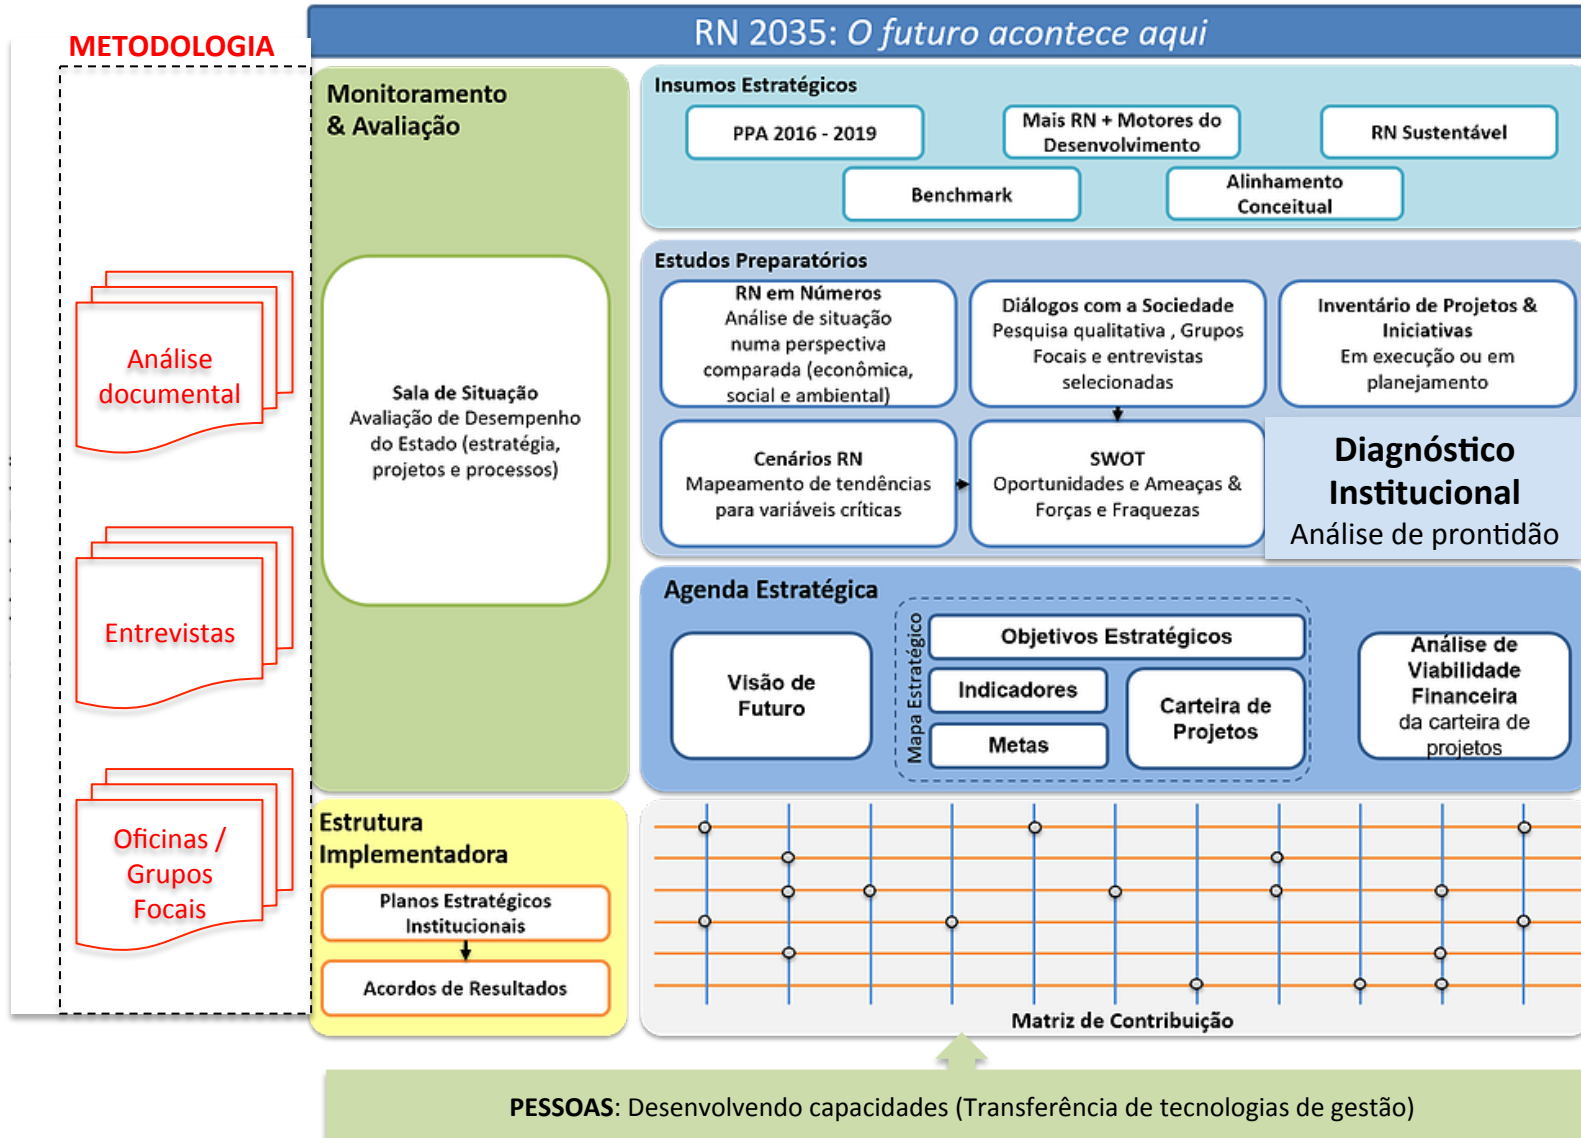 RN 2035: O futuro acontece aqui
METODOLOGIA
Análise
documental
Entrevistas
Oficinas /
Grupos
Focais
Monitoramento
& Avaliação
Sala de Situação
Avaliação de Desempenho
do Estado (estratégia,
projetos e processos)
Insumos Estratégicos
PPA 2016 - 2019
Mais RN + Motores do
Desenvolvimento
RN Sustentável
Benchmark
Alinhamento
Conceitual
Estudos Preparatórios
RN em Números
Análise de situação
numa perspectiva
comparada (econômica,
social e ambiental)
Diálogos com a Sociedade
Pesquisa qualitativa , Grupos
Focais e entrevistas
selecionadas
Inventário de Projetos &
Iniciativas
Em execução ou em
planejamento
Cenários RN
Mapeamento de tendências
para variáveis críticas
SWOT
Oportunidades e Ameaças &
Forças e Fraquezas
Diagnóstico
Institucional
Análise de prontidão
Agenda Estratégica
Visão de
Futuro
Mapa Estratégico
Objetivos Estratégicos
Indicadores
Metas
Carteira de
Projetos
Análise de
Viabilidade
Financeira
da carteira de
projetos
Estrutura
Implementadora
Planos Estratégicos
Institucionais
Acordos de Resultados
Matriz de Contribuição
PESSOAS: Desenvolvendo capacidades (Transferência de tecnologias de gestão)